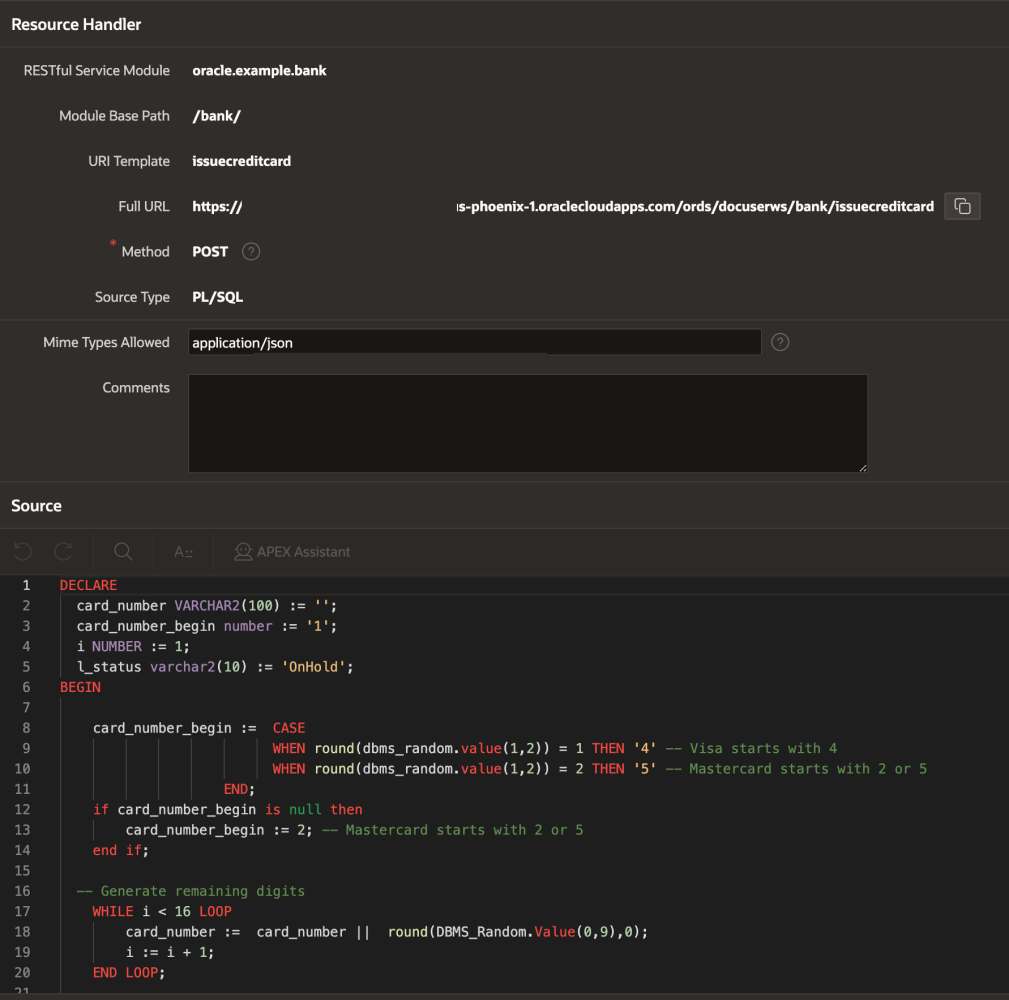 Resource Handler
RESTful Service Module oracle.example.bank
Module Base Path /bank/
URI Template issuecreditcard
Full URL https:// s-phoenix-1.oraclecloudapps.com/ords/docuserws/bank/issuecreditcard
* Method POST ?
Source Type PL/SQL
Mime Types Allowed application/json ?
Comments
Source
A APEX Assistant
1 DECLARE
2 card_number VARCHAR2(100) := '';
3 card_number_begin number := '1';
4 i NUMBER := 1;
5 l_status varchar2(10) := 'OnHold';
6 BEGIN
7
8 card_number_begin := CASE
9 WHEN round(dbms_random.value(1,2)) = 1 THEN '4' -- Visa starts with 4
10 WHEN round(dbms_random.value(1,2)) = 2 THEN '5' -- Mastercard starts with 2 or 5
11 END;
12 if card_number_begin is null then
13 card_number_begin := 2; -- Mastercard starts with 2 or 5
14 end if;
15
16 -- Generate remaining digits
17 WHILE i < 16 LOOP
18 card_number := card_number || round(DBMS_Random.Value(0,9),0);
19 i := i + 1;
20 END LOOP;
21